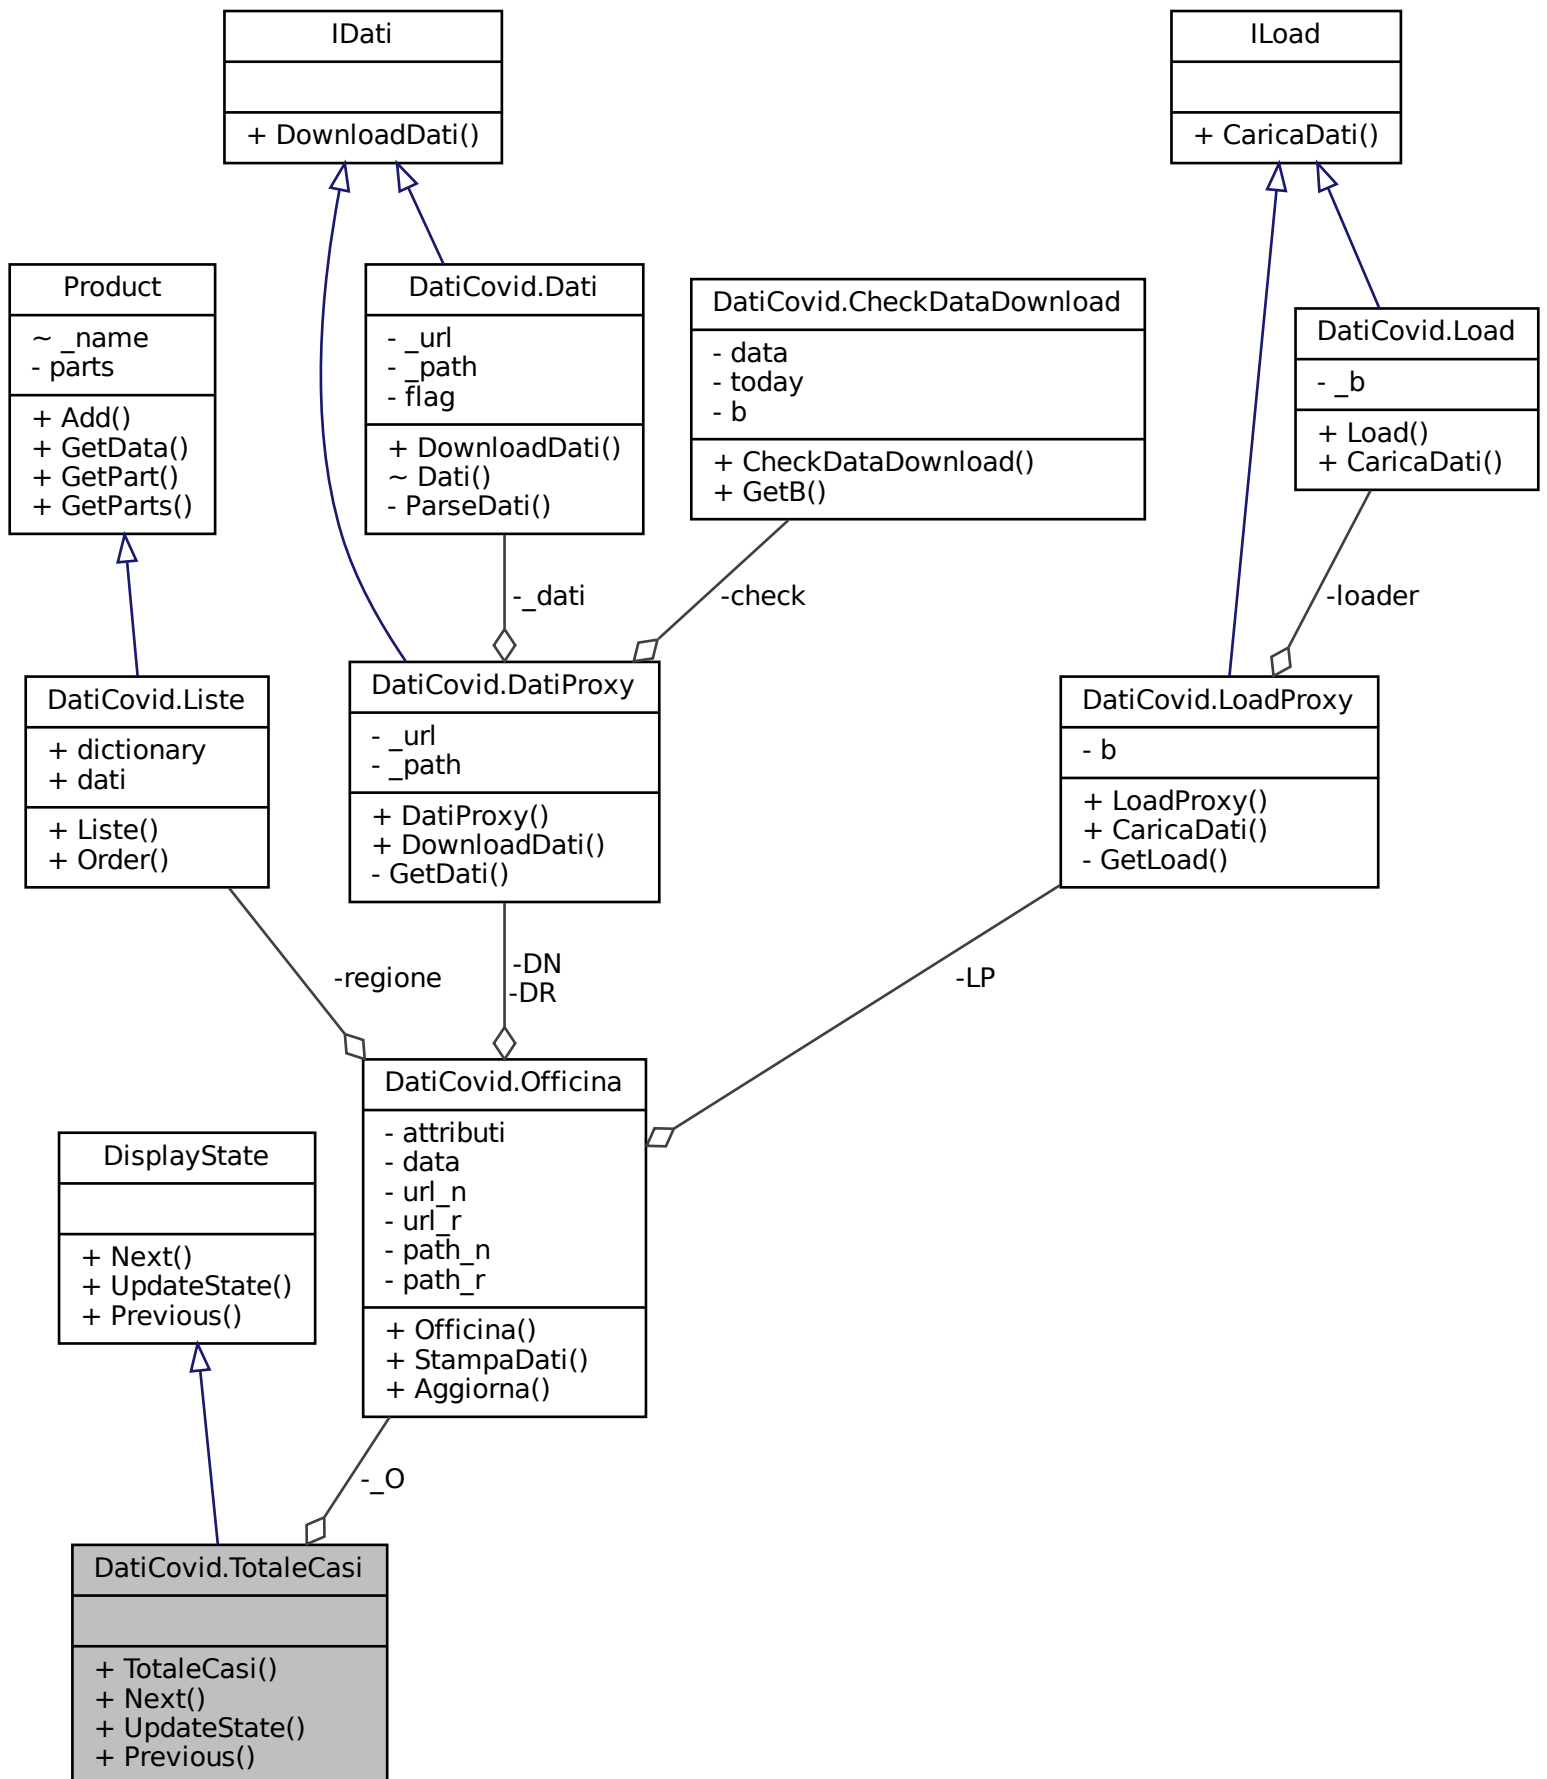 IDati
+ DownloadDati()
ILoad
+ CaricaDati()
Product
~ _name
- parts
+ Add()
+ GetData()
+ GetPart()
+ GetParts()
DatiCovid.Dati
- _url
- _path
- flag
+ DownloadDati()
~ Dati()
- ParseDati()
DatiCovid.CheckDataDownload
- data
- today
- b
+ CheckDataDownload()
+ GetB()
DatiCovid.Load
- _b
+ Load()
+ CaricaDati()
-_dati
-check
-loader
DatiCovid.Liste
+ dictionary
+ dati
+ Liste()
+ Order()
DatiCovid.DatiProxy
- _url
- _path
+ DatiProxy()
+ DownloadDati()
- GetDati()
DatiCovid.LoadProxy
- b
+ LoadProxy()
+ CaricaDati()
- GetLoad()
-regione
-DN
-DR
-LP
DatiCovid.Officina
- attributi
- data
- url_n
- url_r
- path_n
- path_r
+ Officina()
+ StampaDati()
+ Aggiorna()
DisplayState
+ Next()
+ UpdateState()
+ Previous()
-_O
DatiCovid.TotaleCasi
+ TotaleCasi()
+ Next()
+ UpdateState()
+ Previous()